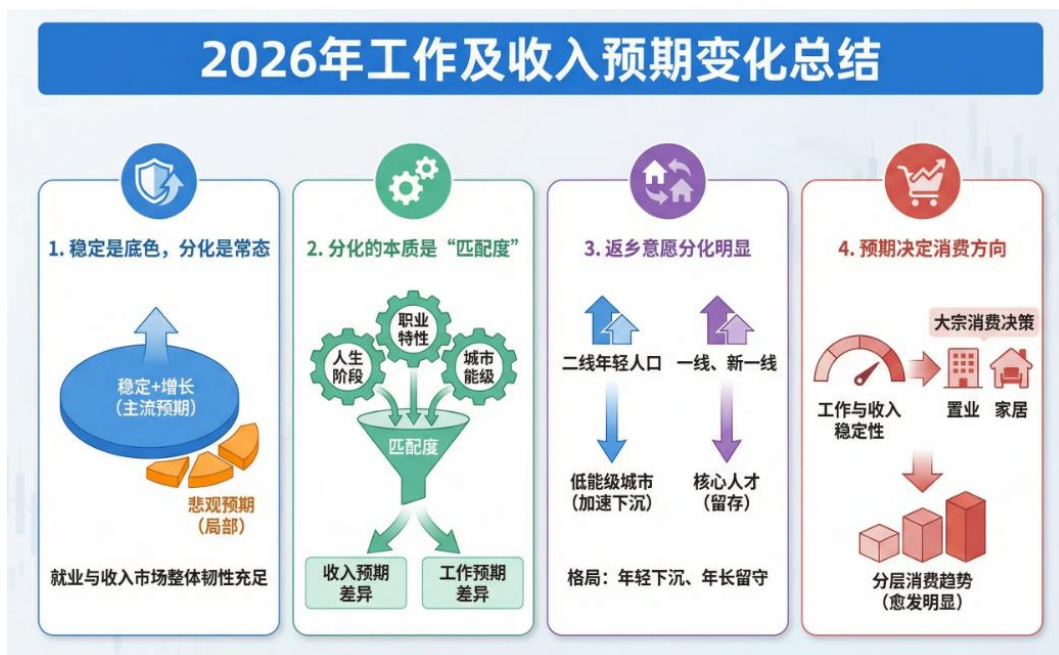 2026年工作及收入预期变化总结
1. 稳定是底色，分化是常态
稳定+增长
（主流预期）
悲观预期
（局部）
就业与收入市场整体韧性充足
2. 分化的本质是“匹配度”
人生
阶段
职业
特性
城市
能级
匹配度
收入预期
差异
工作预期
差异
3. 返乡意愿分化明显
二线年轻人口
一线、新一线
低能级城市
（加速下沉）
核心人才
（留存）
格局：年轻下沉、年长留守
4. 预期决定消费方向
大宗消费决策
工作与收入
稳定性
置业
家居
分层消费趋势
（愈发明显）